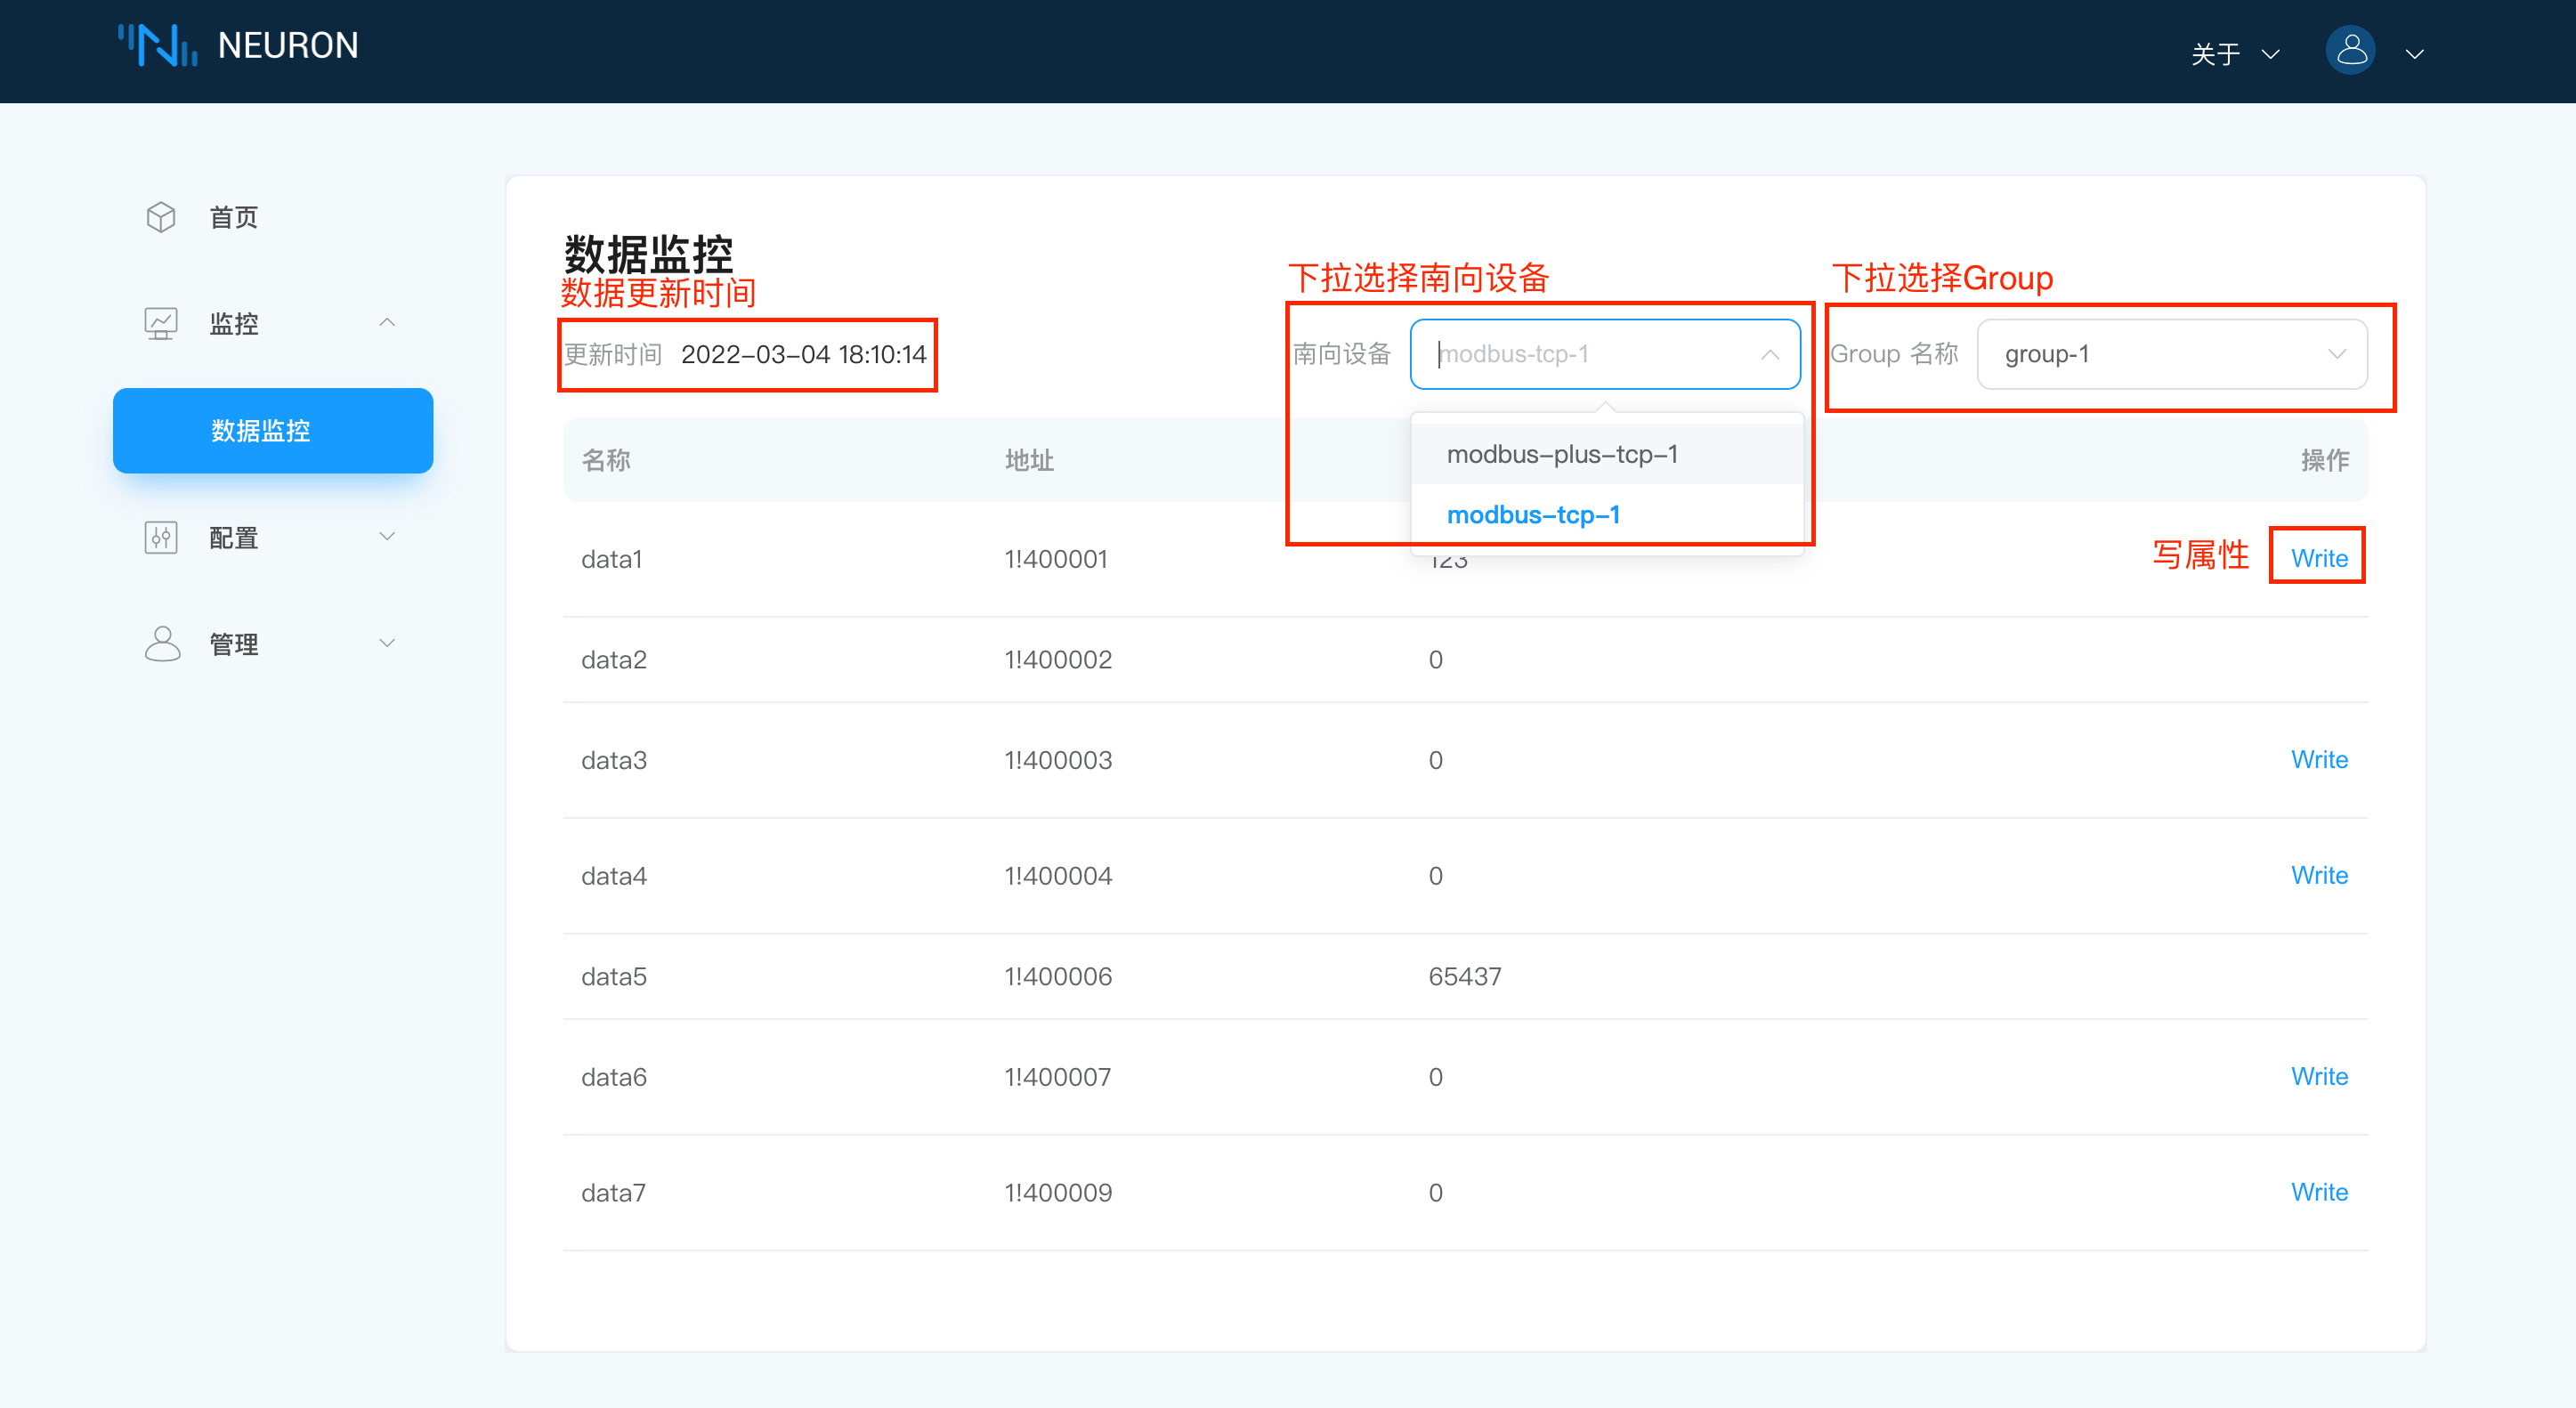 NEURON
关于
首页
监控
数据监控
配置
管理
数据监控
数据更新时间
更新时间 2022-03-04 18:10:14
下拉选择南向设备
南向设备 modbus-tcp-1
modbus-plus-tcp-1
modbus-tcp-1
下拉选择Group
Group 名称 group-1
名称 地址 操作
data1 1!400001 123 写属性 Write
data2 1!400002 0
data3 1!400003 0 Write
data4 1!400004 0 Write
data5 1!400006 65437
data6 1!400007 0 Write
data7 1!400009 0 Write